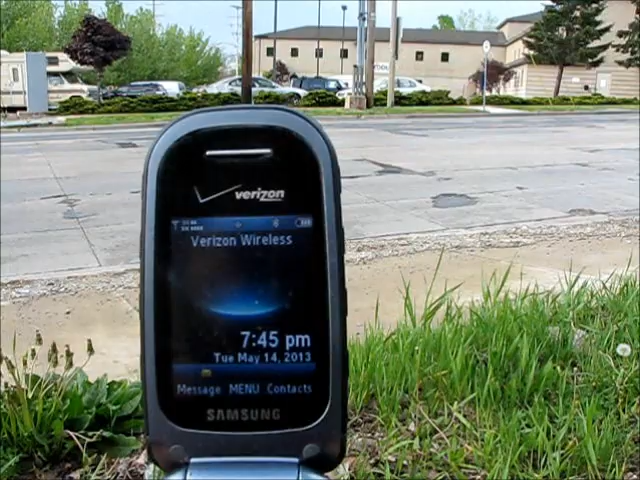 verizon
Verizon Wireless
7:45 pm
Tue May 14, 2013
Message MENU Contacts
SAMSUNG